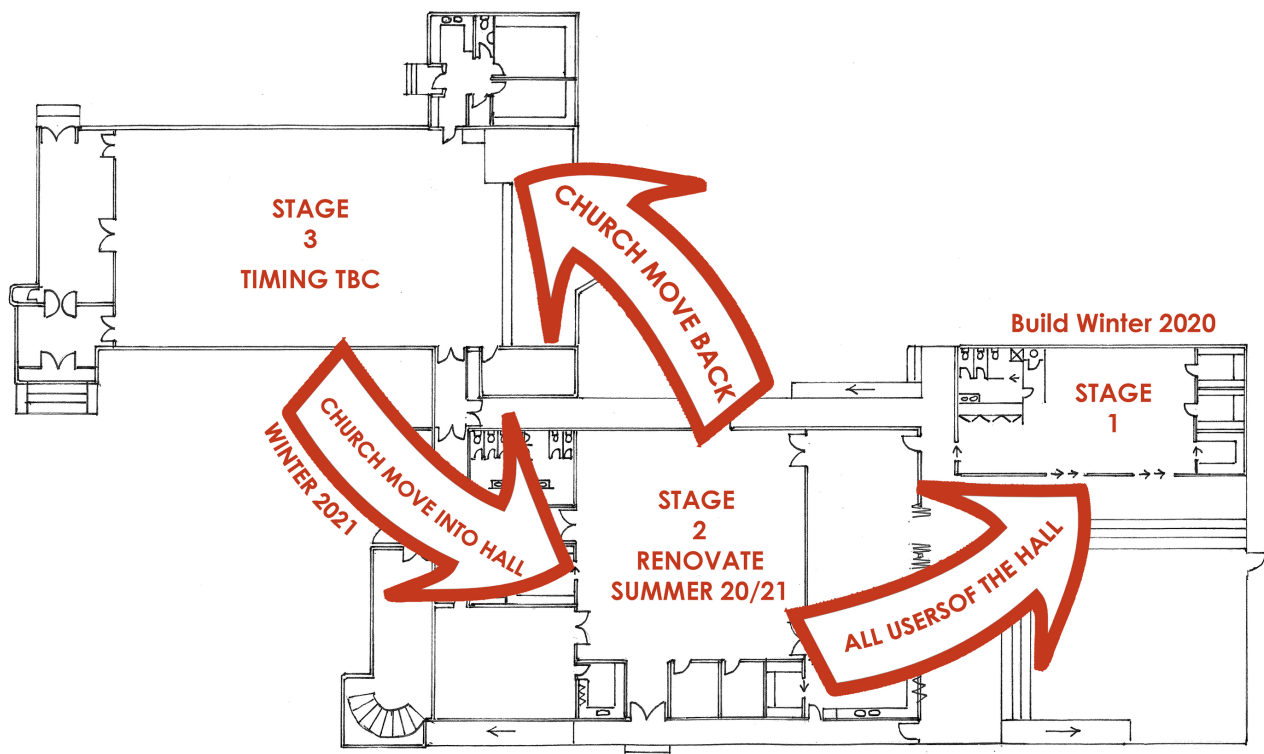 STAGE
3
TIMING TBC
CHURCH MOVE BACK
Build Winter 2020
STAGE
1
CHURCH MOVE INTO HALL
WINTER 2021
STAGE
2
RENOVATE
SUMMER 20/21
ALL USERSOF THE HALL